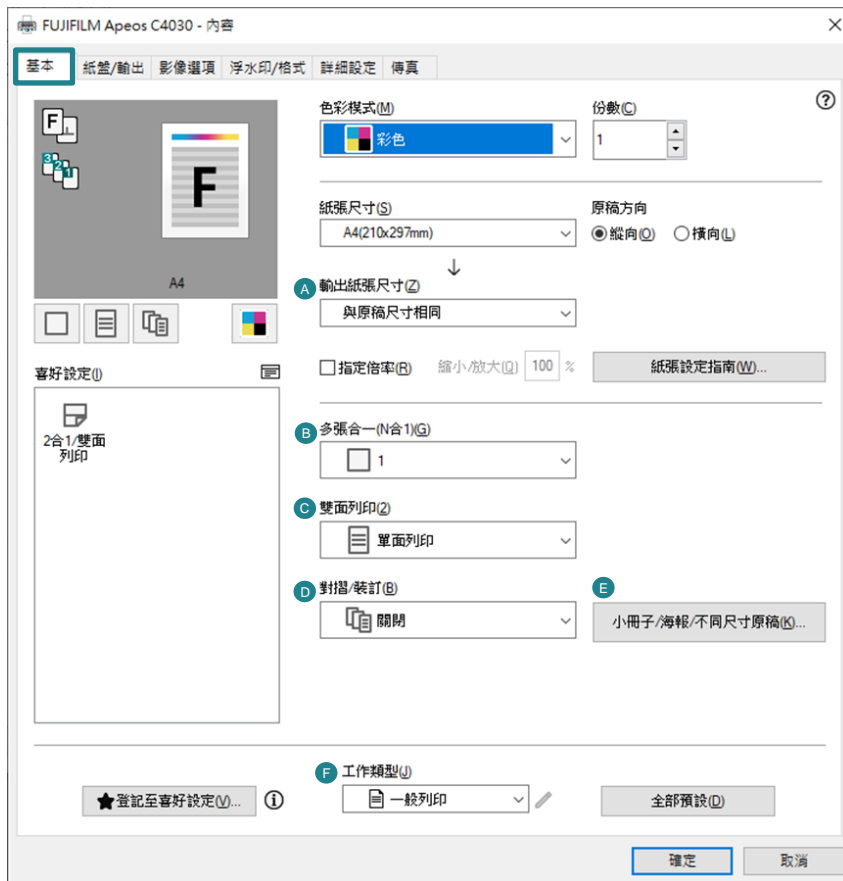 FUJIFILM Apeos C4030 - 內容
基本 紙盤/輸出 影像選項 浮水印/格式 詳細設定 傳真
色彩模式(M)
彩色
份數(C)
1
F
3 2 1
F
A4
紙張尺寸(S)
A4(210x297mm)
原稿方向
縱向(O) 橫向(L)
A 輸出紙張尺寸(Z)
與原稿尺寸相同
指定倍率(R) 縮小/放大(Q) 100 %
紙張設定指南(W)...
喜好設定(I)
2合1/雙面
列印
B 多張合一(N合1)(G)
1
C 雙面列印(2)
單面列印
D 對摺/裝訂(B)
關閉
E
小冊子/海報/不同尺寸原稿(K)...
F 工作類型(J)
一般列印
登記至喜好設定(V)...
全部預設(D)
確定 取消